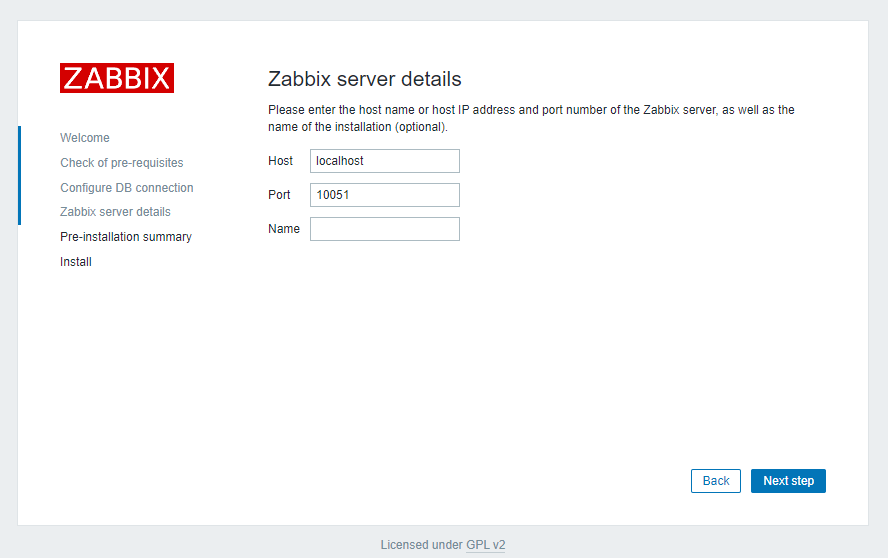 ZABBIX
Welcome
Check of pre-requisites
Configure DB connection
Zabbix server details
Pre-installation summary
Install
Zabbix server details
Please enter the host name or host IP address and port number of the Zabbix server, as well as the
name of the installation (optional).
Host localhost
Port 10051
Name
Back Next step
Licensed under GPL v2